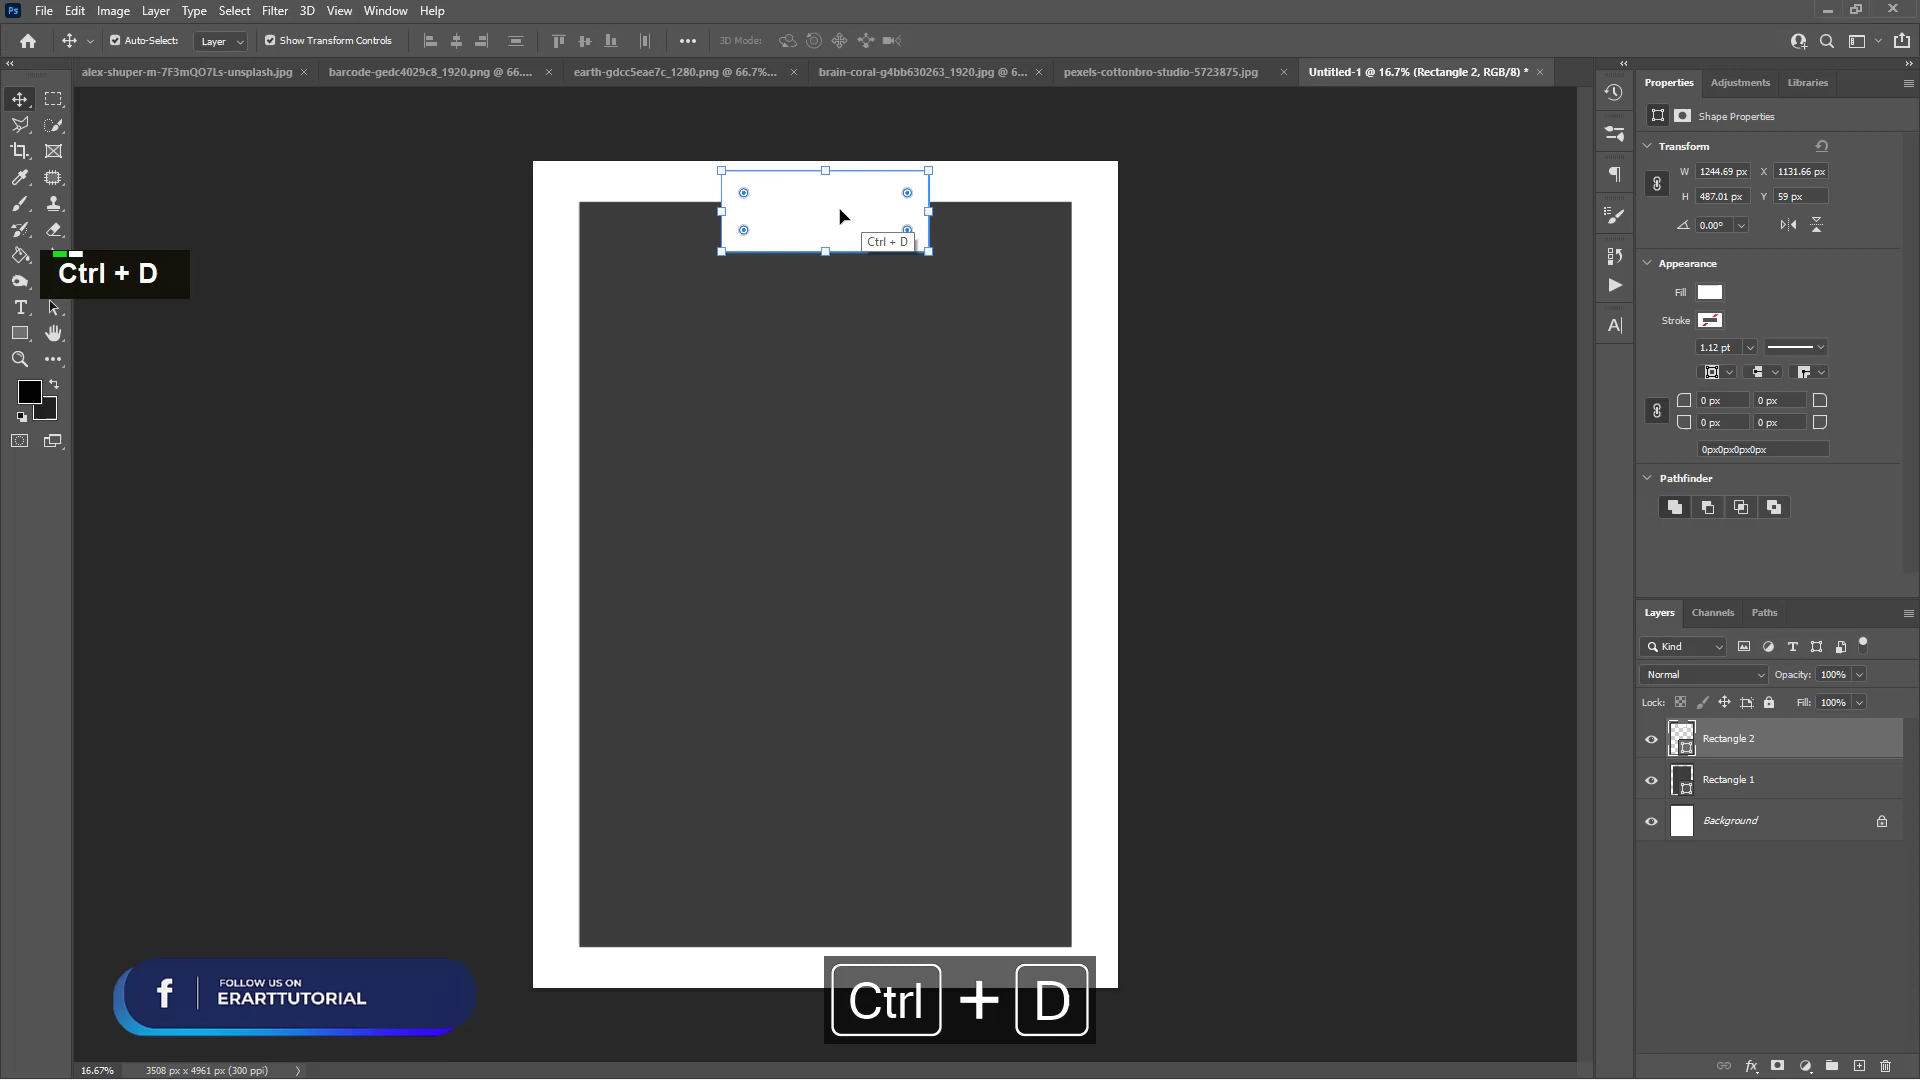 Ps File Edit Image Layer Type Select Filter 3D View Window Help
Auto-Select: Layer Show Transform Controls 3D Mode:
alex-shuper-m-7F3mQO7Ls-unsplash.jpg × barcode-gedc4029c8_1920.png @ 66.... × earth-gdcc5eae7c_1280.png @ 66.7%... × brain-coral-g4bb630263_1920.jpg @ 6... × pexels-cottonbro-studio-5723875.jpg × Untitled-1 @ 16.7% (Rectangle 2, RGB/8) * ×
Properties Adjustments Libraries
Shape Properties
Transform
W 1244.69 px X 1131.66 px
H 487.01 px Y 59 px
0.00°
Ctrl + D
Ctrl + D
Appearance
Fill
Stroke
1.12 pt
0 px 0 px
0 px 0 px
0px0px0px0px
Pathfinder
Layers Channels Paths
Kind
Normal Opacity: 100%
Lock: Fill: 100%
Rectangle 2
Rectangle 1
Background
FOLLOW US ON
ERARTTUTORIAL
Ctrl + D
16.67% 3508 px x 4961 px (300 ppi)